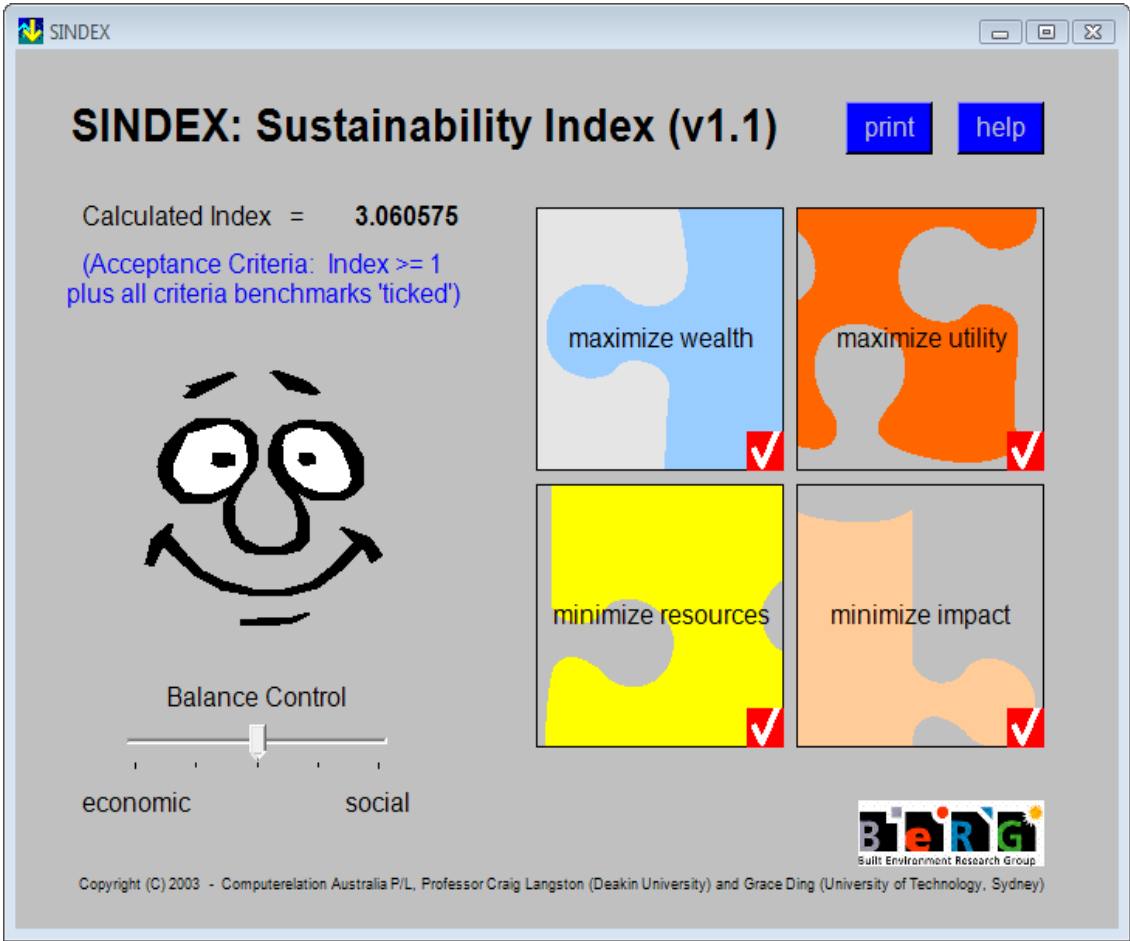 SINDEX
SINDEX: Sustainability Index (v1.1)
print
help
Calculated Index = 3.060575
(Acceptance Criteria: Index >= 1
plus all criteria benchmarks 'ticked')
maximize wealth
maximize utility
minimize resources
minimize impact
Balance Control
economic
social
BeRG
Built Environment Research Group
Copyright (C) 2003 - Computerelation Australia P/L, Professor Craig Langston (Deakin University) and Grace Ding (University of Technology, Sydney)